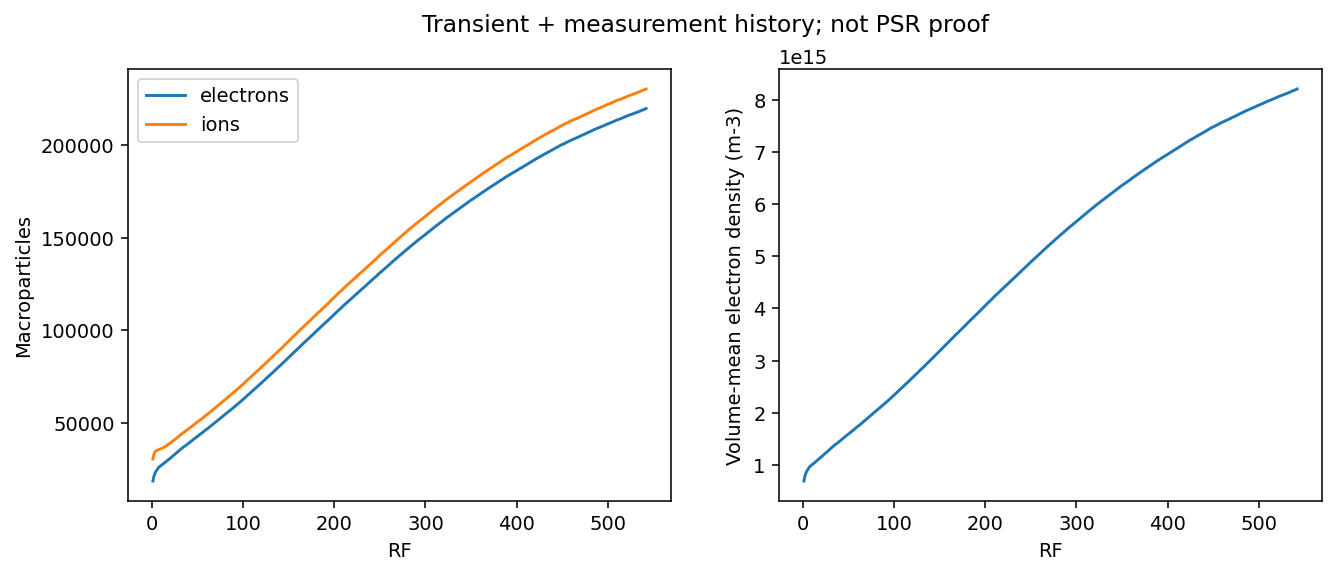 Transient + measurement history; not PSR proof
electrons
ions
Macroparticles
200000
150000
100000
50000
0 100 200 300 400 500
RF
1e15
Volume-mean electron density (m-3)
8
7
6
5
4
3
2
1
0 100 200 300 400 500
RF